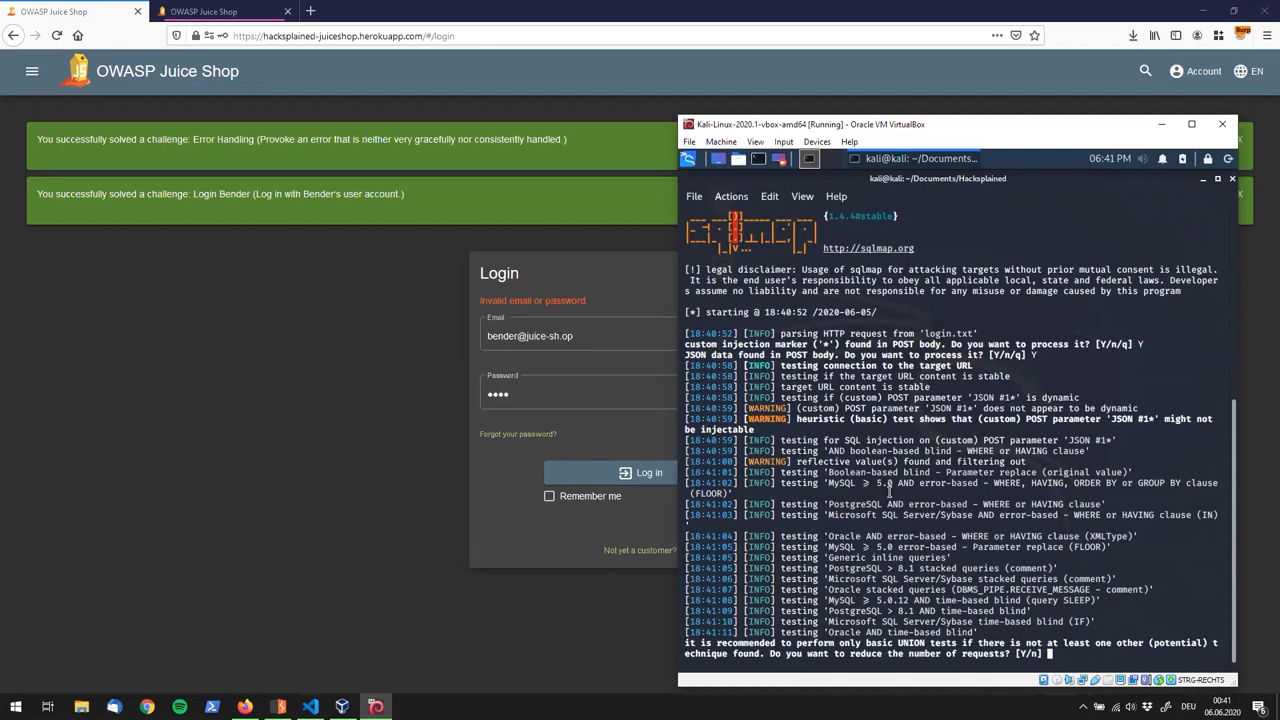 OWASP Juice Shop
OWASP Juice Shop
https://hacksplained-juiceshop.herokuapp.com/#/login
Burp
OWASP Juice Shop
Account
EN
You successfully solved a challenge: Error Handling (Provoke an error that is neither very gracefully nor consistently handled.)
You successfully solved a challenge: Login Bender (Log in with Bender's user account.)
Login
Invalid email or password.
Email
bender@juice-sh.op
Password
••••
Forgot your password?
Log in
Remember me
Not yet a customer?
Kali-Linux-2020.1-vbox-amd64 [Running] - Oracle VM VirtualBox
File Machine View Input Devices Help
kali@kali: ~/Documents...
06:41 PM
kali@kali: ~/Documents/Hacksplained
File Actions Edit View Help
{1.4.4#stable}
http://sqlmap.org
[!] legal disclaimer: Usage of sqlmap for attacking targets without prior mutual consent is illegal.
It is the end user's responsibility to obey all applicable local, state and federal laws. Developer
s assume no liability and are not responsible for any misuse or damage caused by this program
[*] starting @ 18:40:52 /2020-06-05/
[18:40:52] [INFO] parsing HTTP request from 'login.txt'
custom injection marker ('*') found in POST body. Do you want to process it? [Y/n/q] Y
JSON data found in POST body. Do you want to process it? [Y/n/q] Y
[18:40:58] [INFO] testing connection to the target URL
[18:40:58] [INFO] testing if the target URL content is stable
[18:40:58] [INFO] target URL content is stable
[18:40:58] [INFO] testing if (custom) POST parameter 'JSON #1*' is dynamic
[18:40:59] [WARNING] (custom) POST parameter 'JSON #1*' does not appear to be dynamic
[18:40:59] [WARNING] heuristic (basic) test shows that (custom) POST parameter 'JSON #1*' might not
be injectable
[18:40:59] [INFO] testing for SQL injection on (custom) POST parameter 'JSON #1*'
[18:40:59] [INFO] testing 'AND boolean-based blind - WHERE or HAVING clause'
[18:41:00] [WARNING] reflective value(s) found and filtering out
[18:41:01] [INFO] testing 'Boolean-based blind - Parameter replace (original value)'
[18:41:02] [INFO] testing 'MySQL ≥ 5.0 AND error-based - WHERE, HAVING, ORDER BY or GROUP BY clause
(FLOOR)'
[18:41:02] [INFO] testing 'PostgreSQL AND error-based - WHERE or HAVING clause'
[18:41:03] [INFO] testing 'Microsoft SQL Server/Sybase AND error-based - WHERE or HAVING clause (IN)
'
[18:41:04] [INFO] testing 'Oracle AND error-based - WHERE or HAVING clause (XMLType)'
[18:41:05] [INFO] testing 'MySQL ≥ 5.0 error-based - Parameter replace (FLOOR)'
[18:41:05] [INFO] testing 'Generic inline queries'
[18:41:05] [INFO] testing 'PostgreSQL > 8.1 stacked queries (comment)'
[18:41:06] [INFO] testing 'Microsoft SQL Server/Sybase stacked queries (comment)'
[18:41:07] [INFO] testing 'Oracle stacked queries (DBMS_PIPE.RECEIVE_MESSAGE - comment)'
[18:41:08] [INFO] testing 'MySQL ≥ 5.0.12 AND time-based blind (query SLEEP)'
[18:41:09] [INFO] testing 'PostgreSQL > 8.1 AND time-based blind'
[18:41:10] [INFO] testing 'Microsoft SQL Server/Sybase time-based blind (IF)'
[18:41:11] [INFO] testing 'Oracle AND time-based blind'
it is recommended to perform only basic UNION tests if there is not at least one other (potential) t
echnique found. Do you want to reduce the number of requests? [Y/n]
STRG-RECHTS
DEU
00:41
06.06.2020